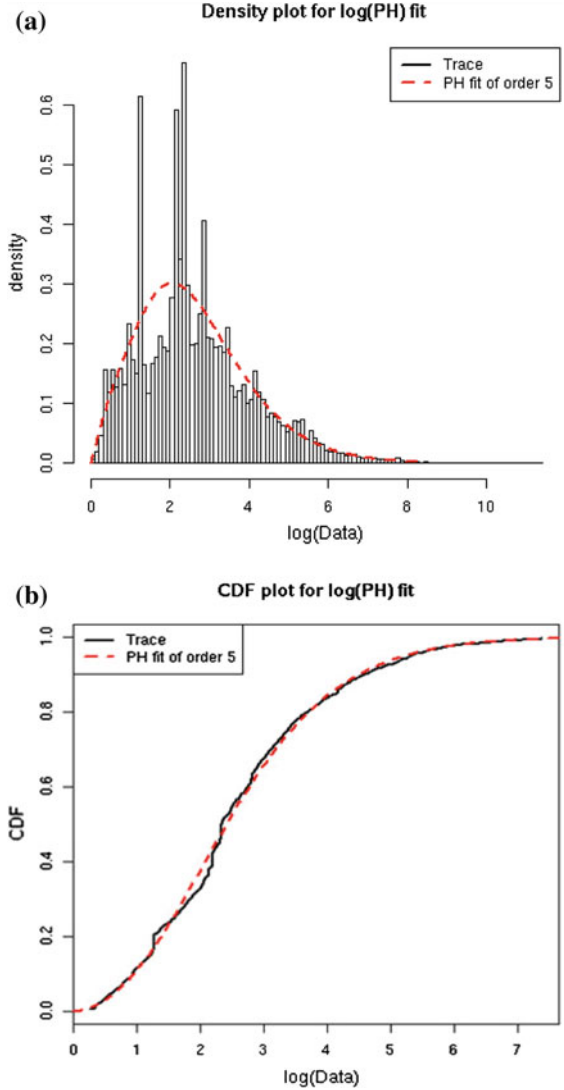 (a)
Density plot for log(PH) fit
Trace
PH fit of order 5
density
0.6
0.5
0.4
0.3
0.2
0.1
0.0
0 2 4 6 8 10
log(Data)
(b)
CDF plot for log(PH) fit
Trace
PH fit of order 5
CDF
1.0
0.8
0.6
0.4
0.2
0.0
0 1 2 3 4 5 6 7
log(Data)